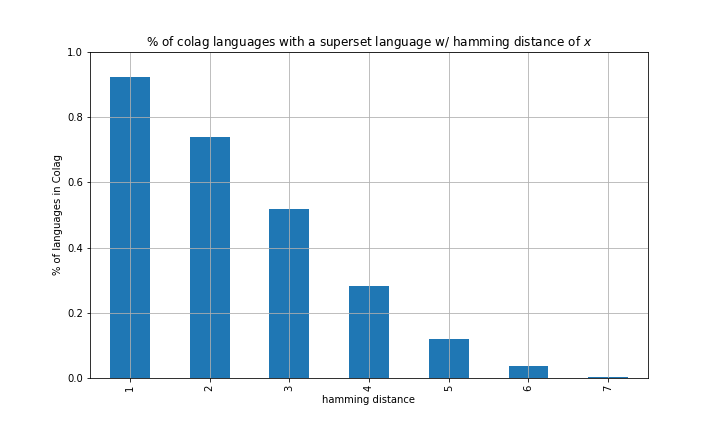 % of colag languages with a superset language w/ hamming distance of x
% of languages in Colag
1.0
0.8
0.6
0.4
0.2
0.0
1 2 3 4 5 6 7
hamming distance